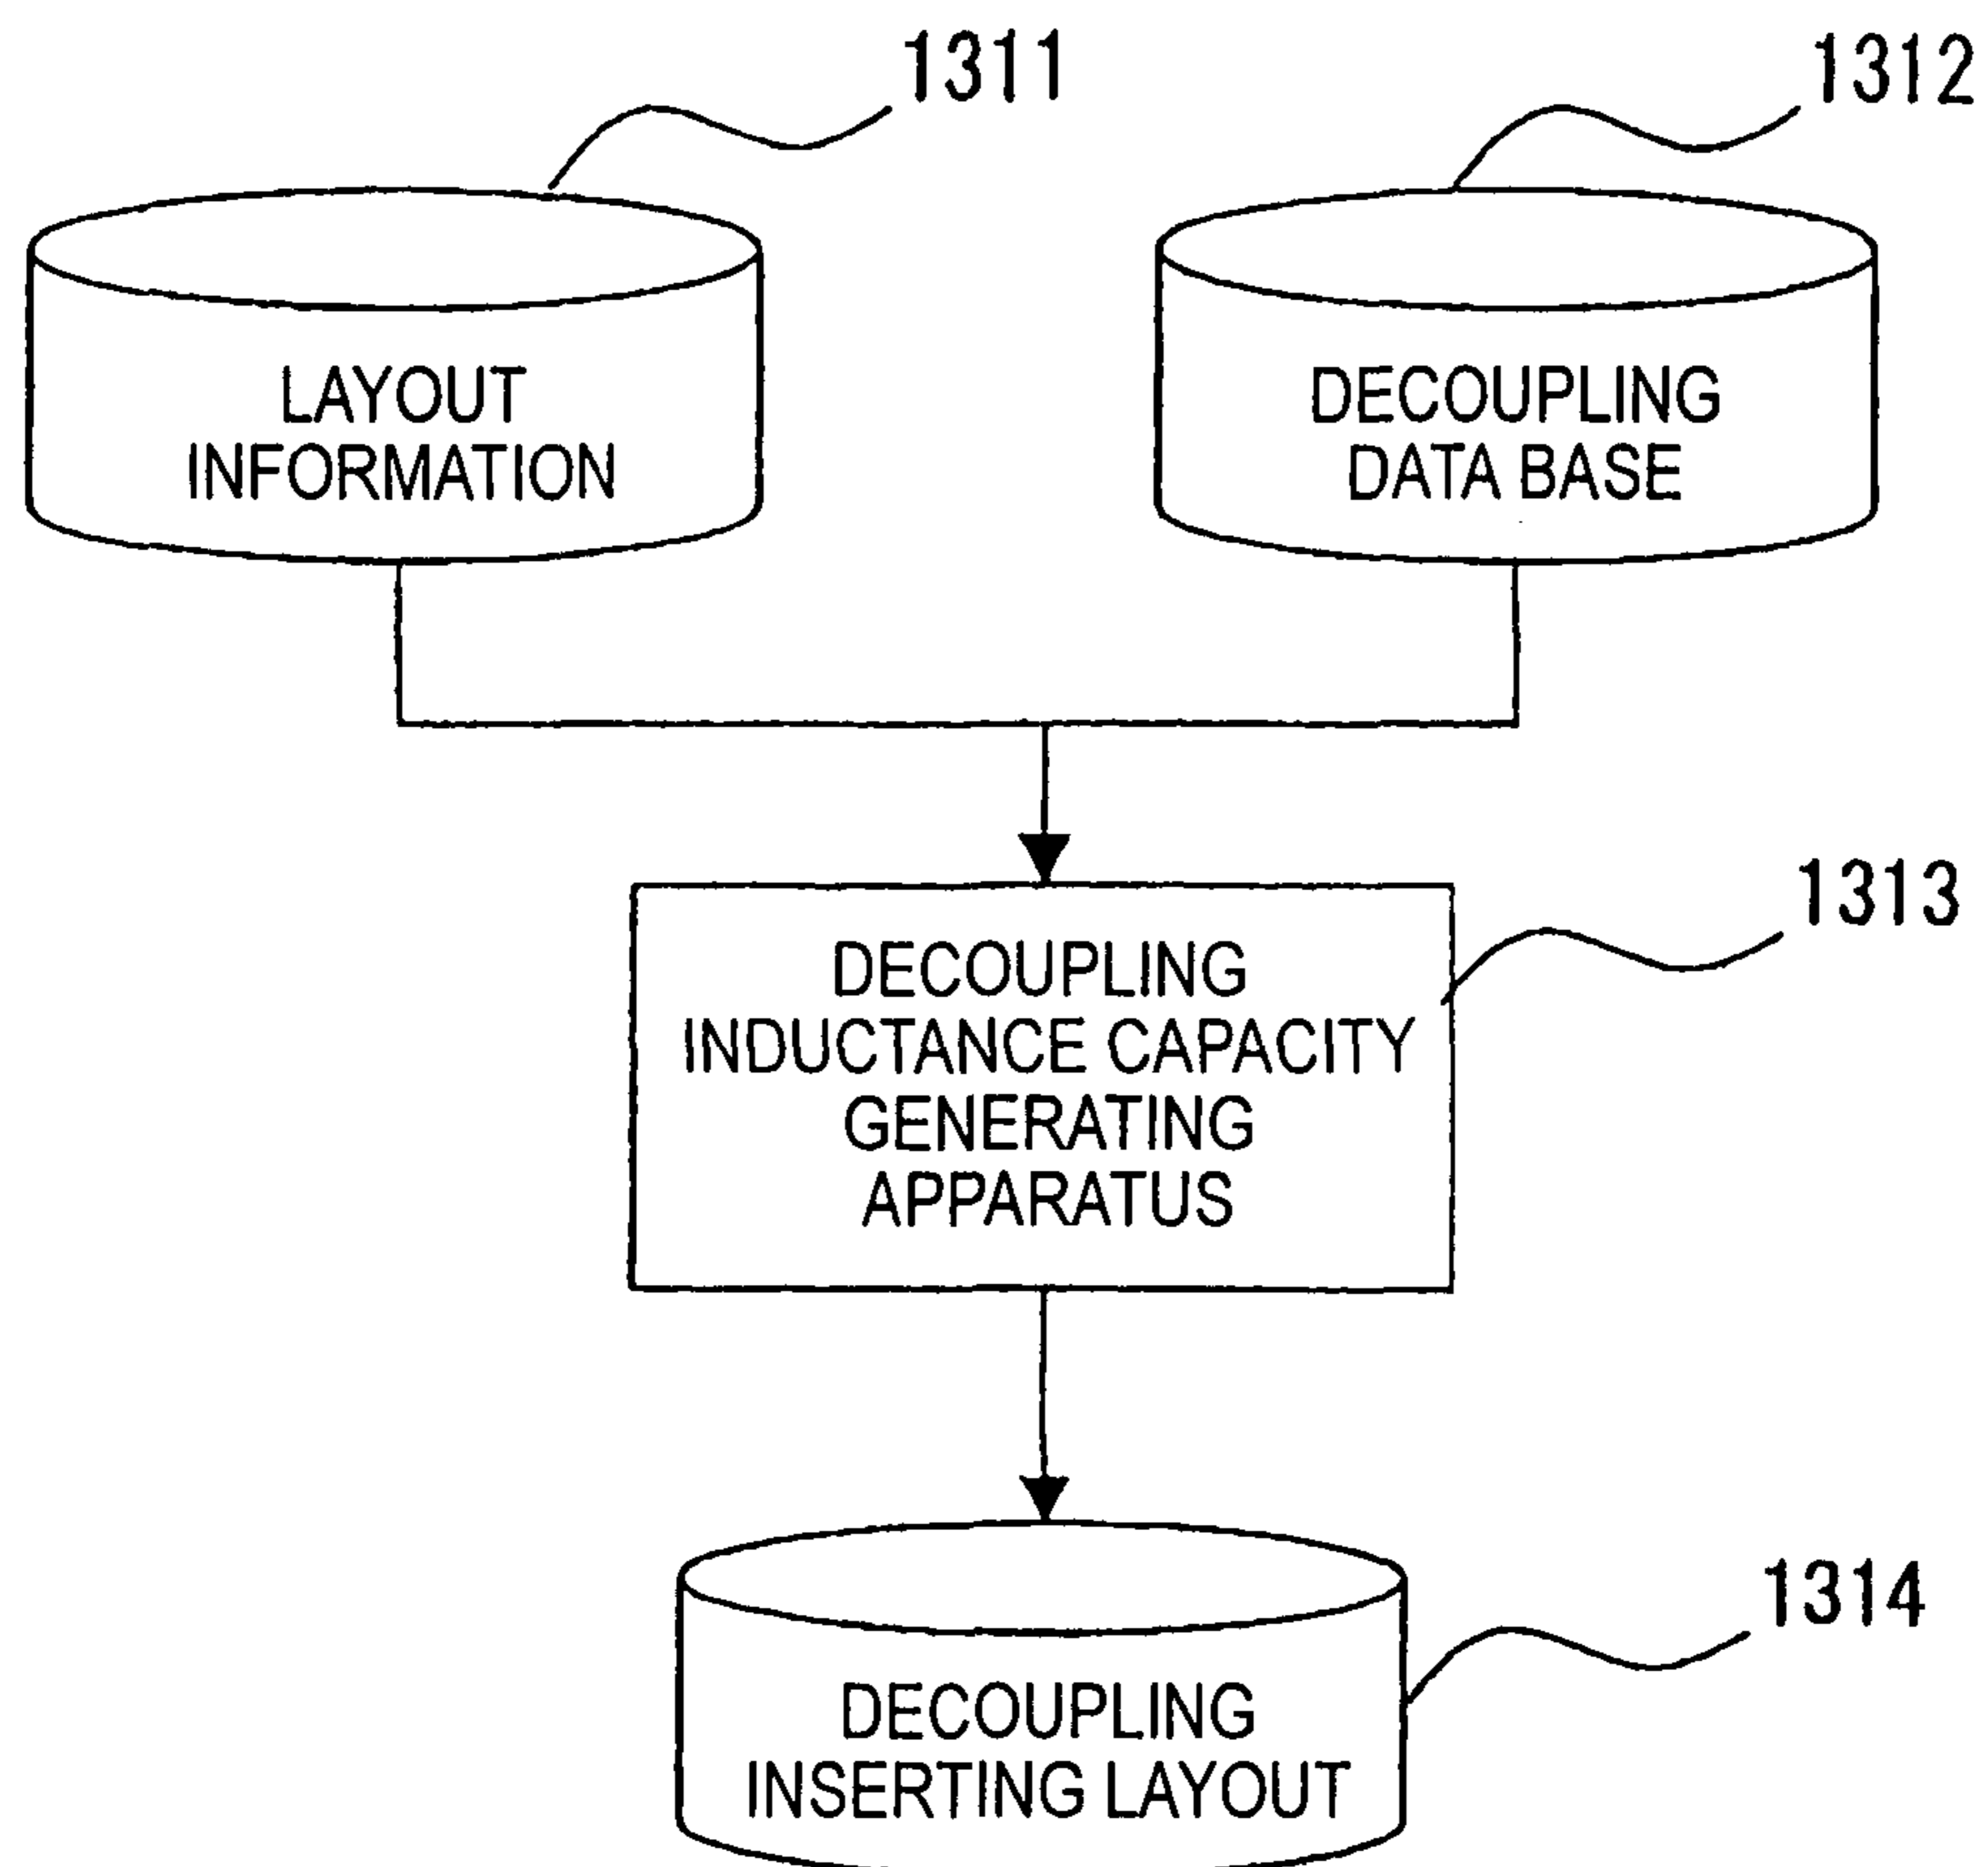 1311
1312
LAYOUT
INFORMATION
DECOUPLING
DATA BASE
1313
DECOUPLING
INDUCTANCE CAPACITY
GENERATING
APPARATUS
1314
DECOUPLING
INSERTING LAYOUT